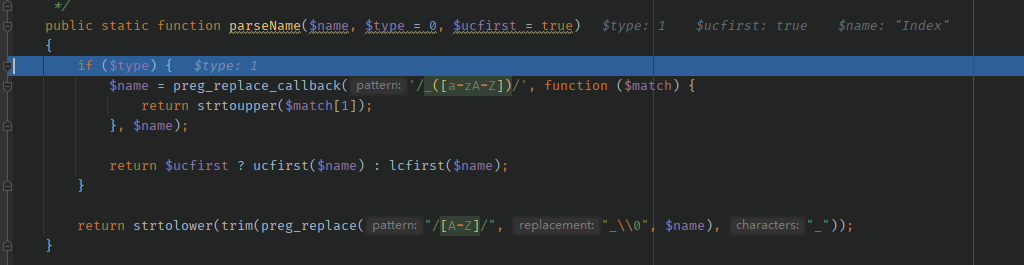 */
public static function parseName($name, $type = 0, $ucfirst = true)   $type: 1    $ucfirst: true    $name: "Index"
{
if ($type) {   $type: 1
$name = preg_replace_callback( pattern: '/_([a-zA-Z])/', function ($match) {
return strtoupper($match[1]);
}, $name);
return $ucfirst ? ucfirst($name) : lcfirst($name);
}
return strtolower(trim(preg_replace( pattern: "/[A-Z]/", replacement: "_\\0", $name), characters: "_"));
}